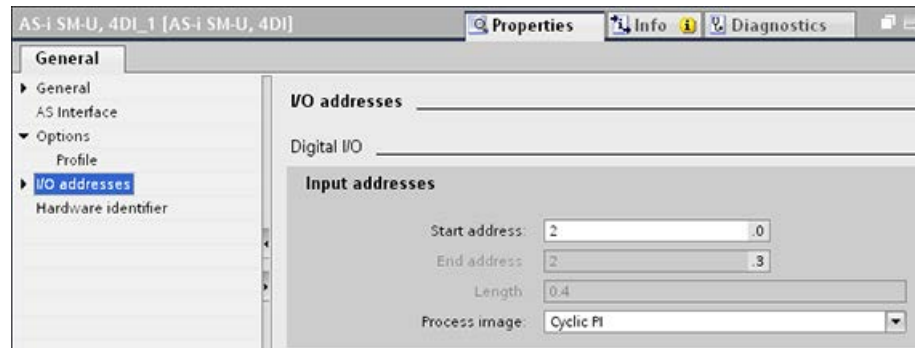 AS-i SM-U, 4DI_1 [AS-i SM-U, 4DI]
Properties
Info
Diagnostics
General
General
AS Interface
Options
Profile
I/O addresses
Hardware identifier
I/O addresses
Digital I/O
Input addresses
Start address: 2 .0
End address 2 .3
Length 0.4
Process image: Cyclic PI